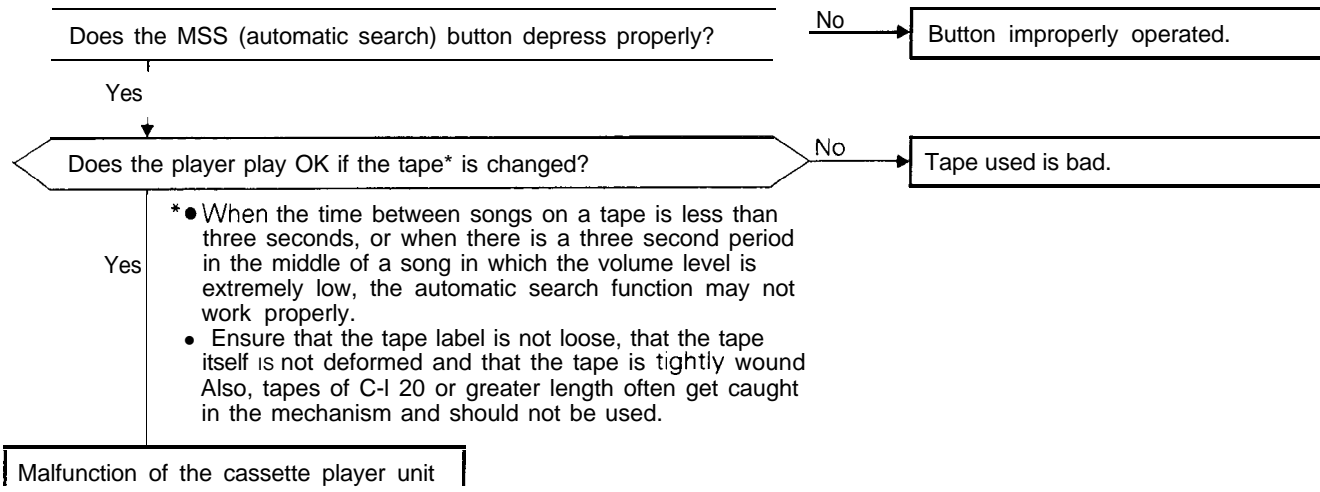 Does the MSS (automatic search) button depress properly?
No
Button improperly operated.
Yes
Does the player play OK if the tape* is changed?
No
Tape used is bad.
*● When the time between songs on a tape is less than
three seconds, or when there is a three second period
in the middle of a song in which the volume level is
extremely low, the automatic search function may not
work properly.
Yes
● Ensure that the tape label is not loose, that the tape
itself is not deformed and that the tape is tightly wound
Also, tapes of C-l 20 or greater length often get caught
in the mechanism and should not be used.
Malfunction of the cassette player unit